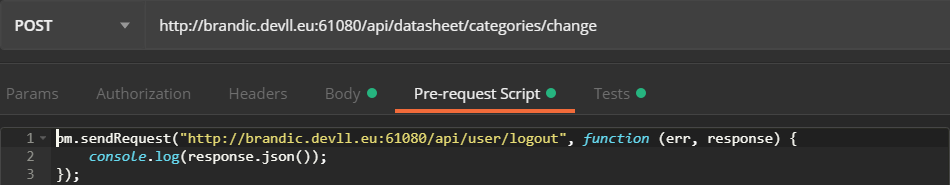 POST http://brandic.devll.eu:61080/api/datasheet/categories/change
Params Authorization Headers Body Pre-request Script Tests
1 pm.sendRequest("http://brandic.devll.eu:61080/api/user/logout", function (err, response) {
2     console.log(response.json());
3 });